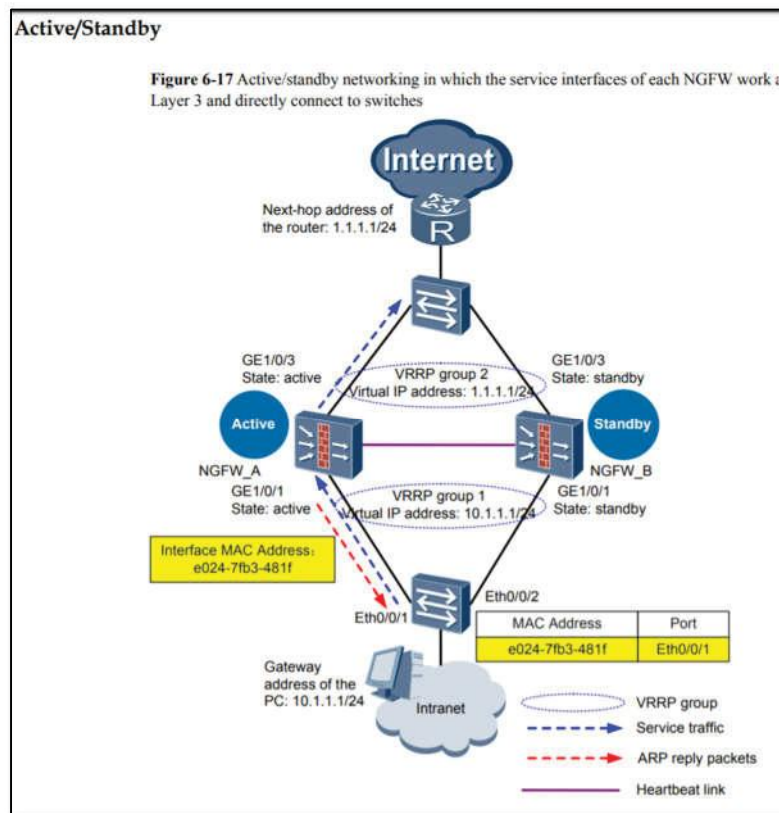 Active/Standby
Figure 6-17 Active/standby networking in which the service interfaces of each NGFW work a
Layer 3 and directly connect to switches
Internet
Next-hop address of
the router: 1.1.1.1/24
R
GE1/0/3
State: active
GE1/0/3
State: standby
VRRP group 2
Virtual IP address: 1.1.1.1/24
Active
Standby
NGFW_A
NGFW_B
GE1/0/1
State: active
GE1/0/1
State: standby
VRRP group 1
Virtual IP address: 10.1.1.1/24
Interface MAC Address:
e024-7fb3-481f
Eth0/0/1
Eth0/0/2
MAC Address Port
e024-7fb3-481f Eth0/0/1
Gateway
address of the
PC: 10.1.1.1/24
Intranet
VRRP group
Service traffic
ARP reply packets
Heartbeat link